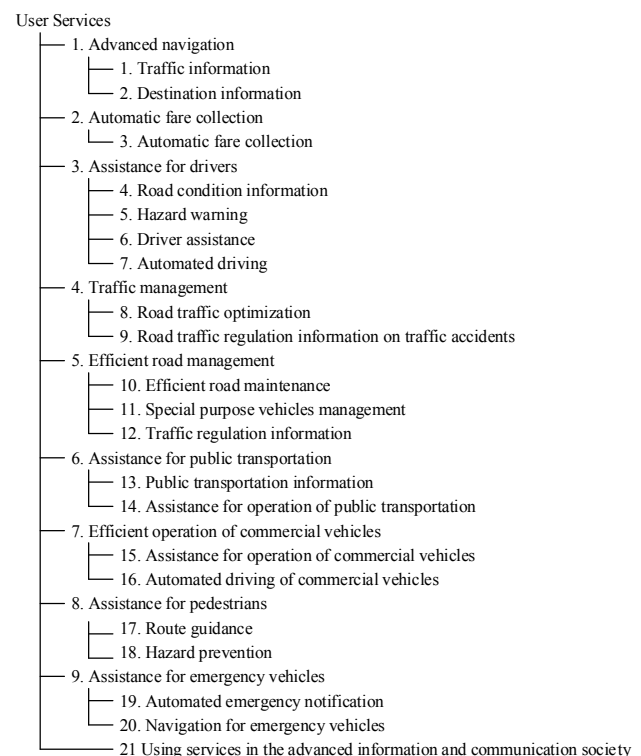 User Services
1. Advanced navigation
1. Traffic information
2. Destination information
2. Automatic fare collection
3. Automatic fare collection
3. Assistance for drivers
4. Road condition information
5. Hazard warning
6. Driver assistance
7. Automated driving
4. Traffic management
8. Road traffic optimization
9. Road traffic regulation information on traffic accidents
5. Efficient road management
10. Efficient road maintenance
11. Special purpose vehicles management
12. Traffic regulation information
6. Assistance for public transportation
13. Public transportation information
14. Assistance for operation of public transportation
7. Efficient operation of commercial vehicles
15. Assistance for operation of commercial vehicles
16. Automated driving of commercial vehicles
8. Assistance for pedestrians
17. Route guidance
18. Hazard prevention
9. Assistance for emergency vehicles
19. Automated emergency notification
20. Navigation for emergency vehicles
21 Using services in the advanced information and communication society